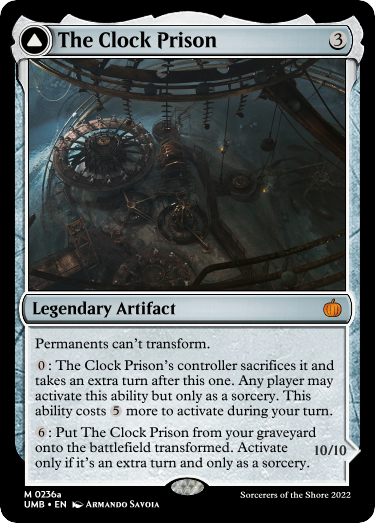 The Clock Prison 3
Legendary Artifact
Permanents can't transform.
0: The Clock Prison's controller sacrifices it and
takes an extra turn after this one. Any player may
activate this ability but only as a sorcery. This
ability costs 5 more to activate during your turn.
6: Put The Clock Prison from your graveyard
onto the battlefield transformed. Activate
only if it's an extra turn and only as a sorcery.
10/10
M 0236a
UMB • EN Armando Savoia
Sorcerers of the Shore 2022